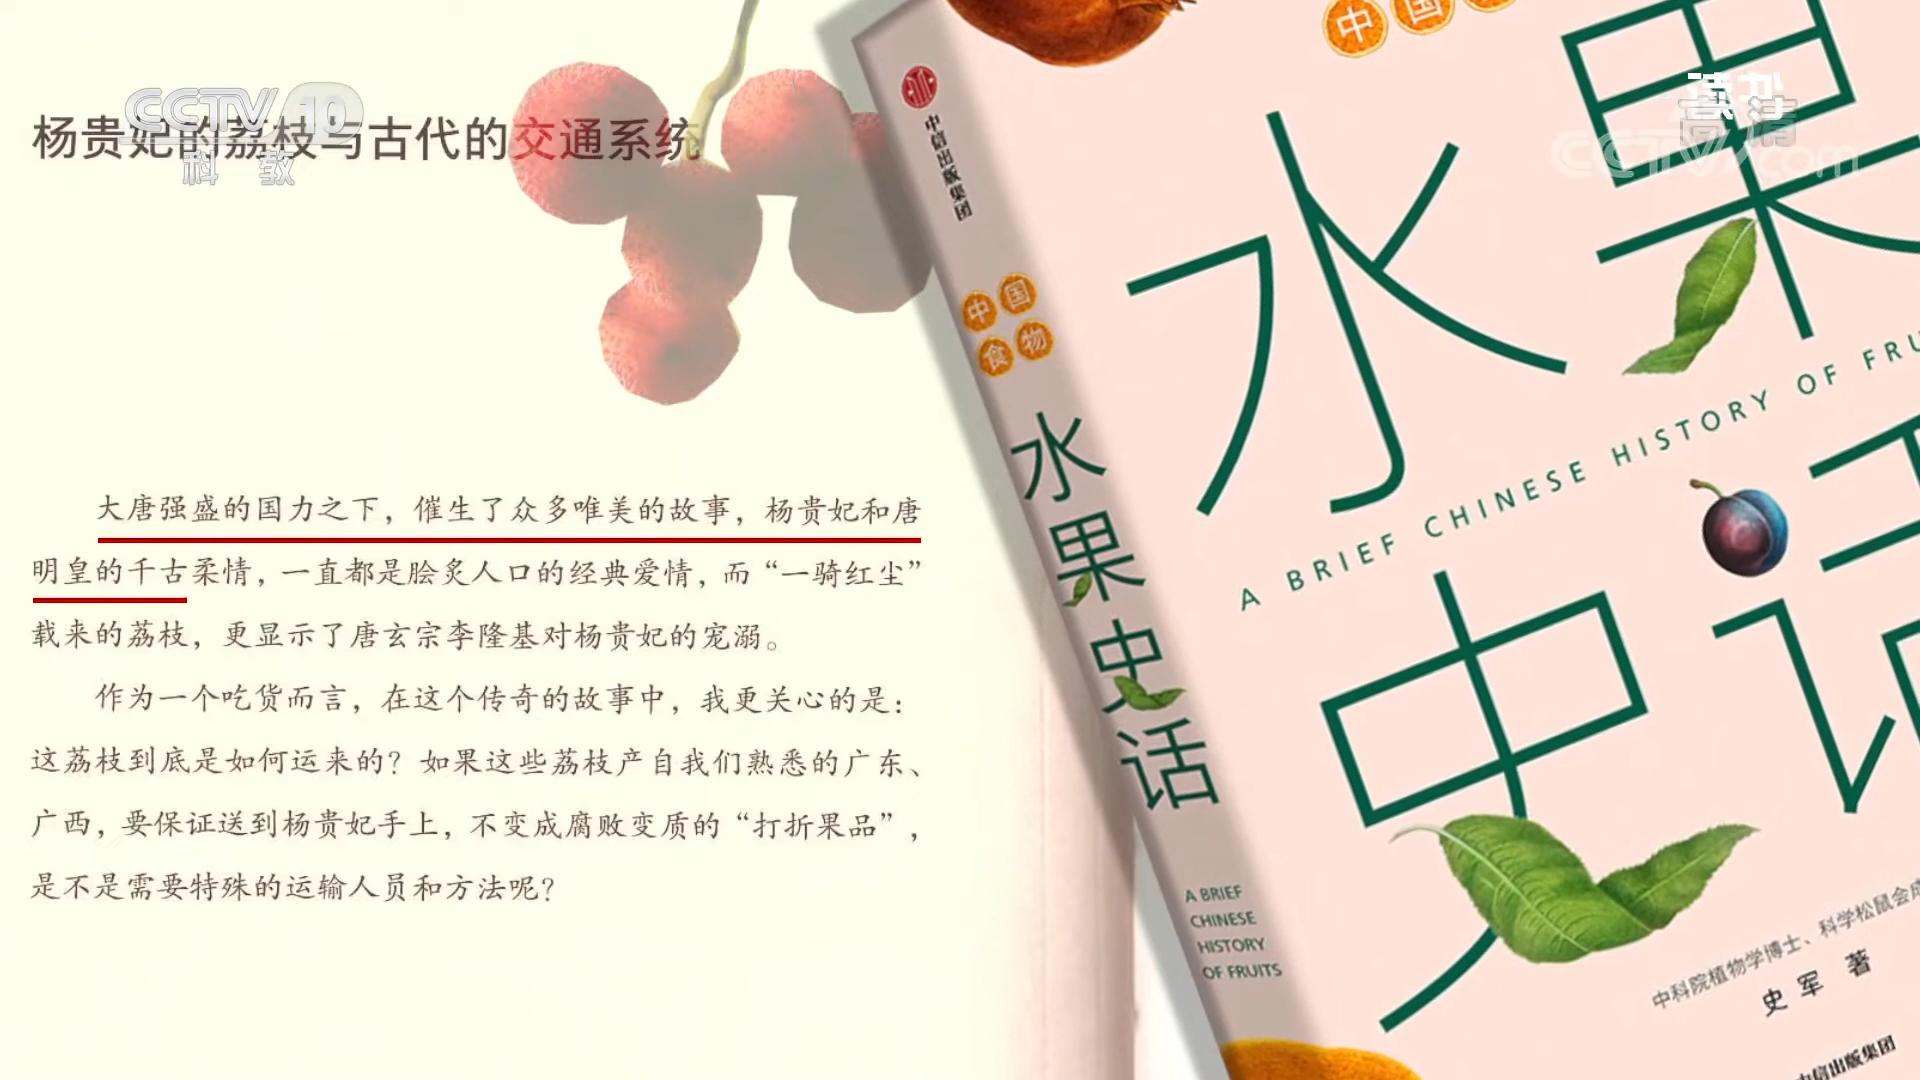 CCTV 10
科 教
读书
高清
CCTV.com
杨贵妃的荔枝与古代的交通系统
大唐强盛的国力之下，催生了众多唯美的故事，杨贵妃和唐
明皇的千古柔情，一直都是脍炙人口的经典爱情，而“一骑红尘”
载来的荔枝，更显示了唐玄宗李隆基对杨贵妃的宠溺。
作为一个吃货而言，在这个传奇的故事中，我更关心的是：
这荔枝到底是如何运来的？如果这些荔枝产自我们熟悉的广东、
广西，要保证送到杨贵妃手上，不变成腐败变质的“打折果品”，
是不是需要特殊的运输人员和方法呢？
中信出版集团
中国
食物
水果史话
A BRIEF
CHINESE
HISTORY
OF FRUITS
中国
水果
A BRIEF CHINESE HISTORY OF FRU
史话
中科院植物学博士、科学松鼠会成
史军 著
中信出版集团